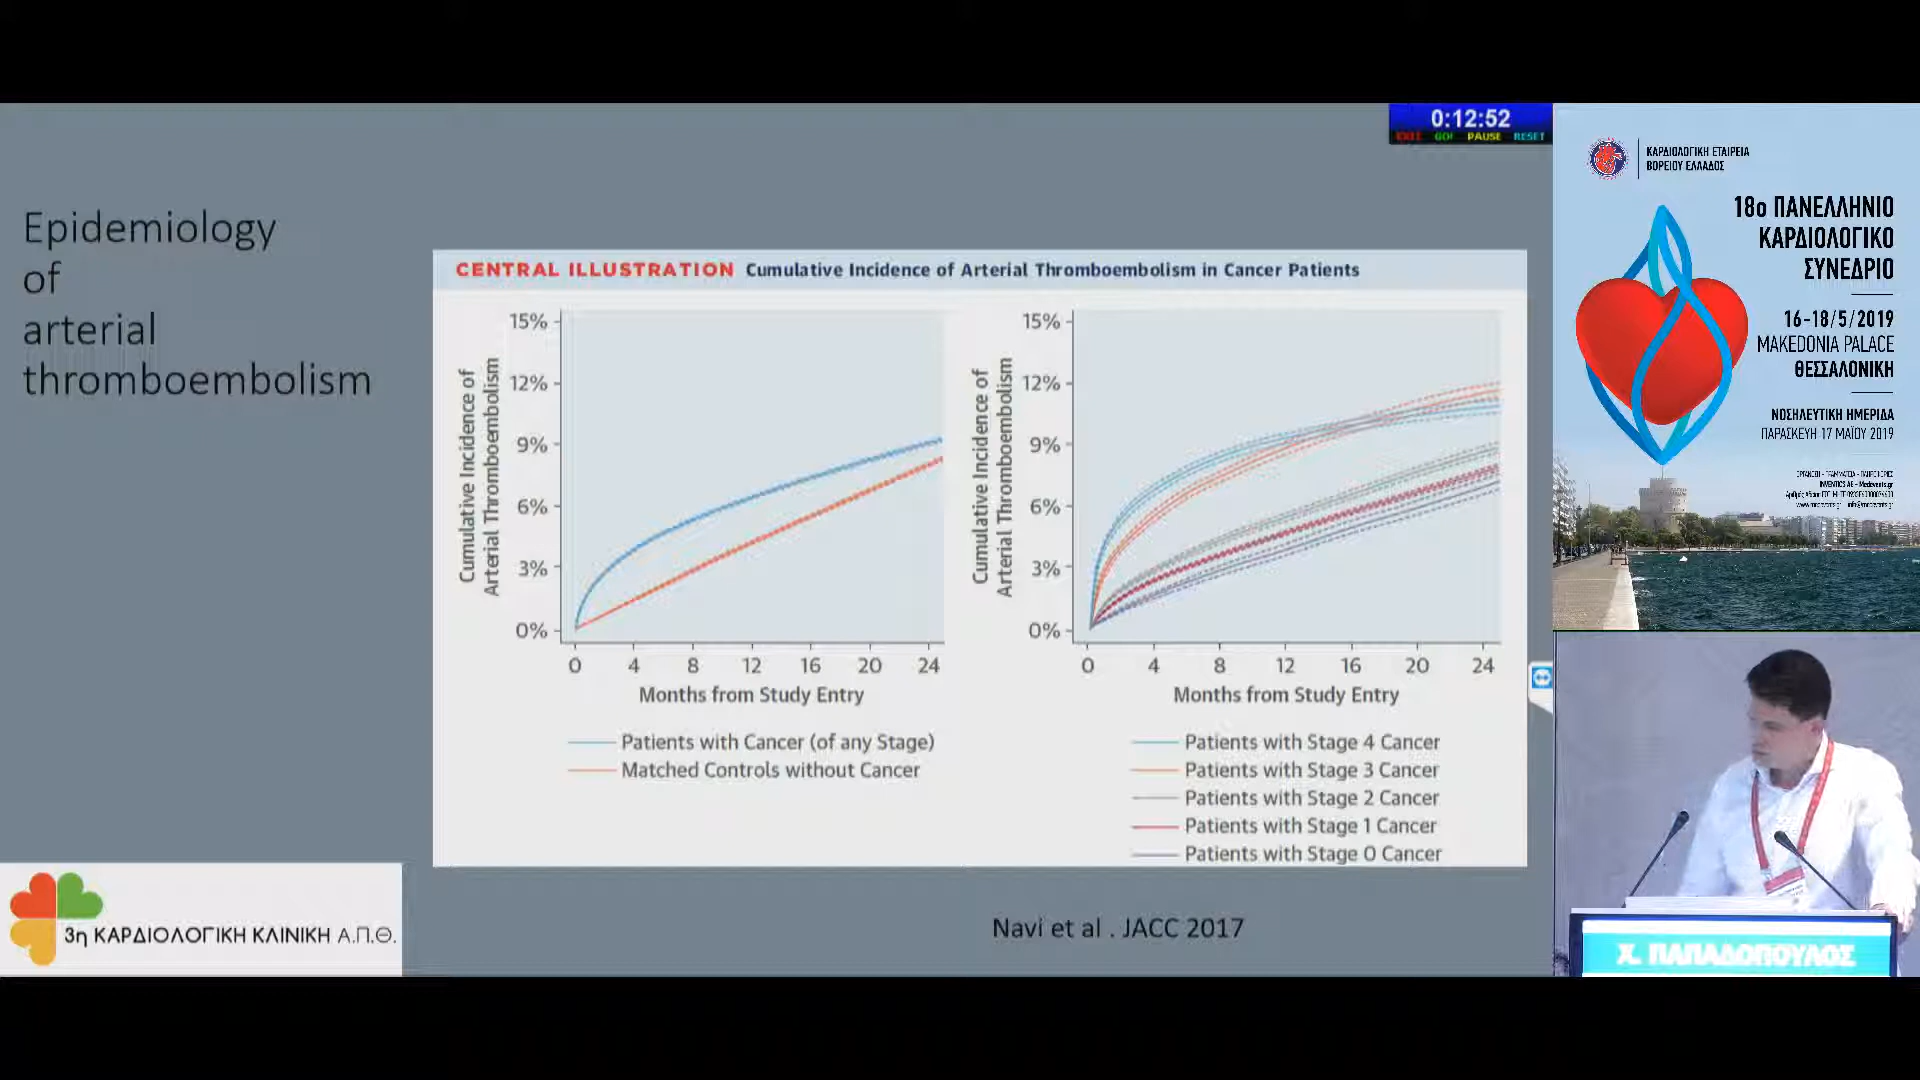 Epidemiology
of
arterial
thromboembolism
0:12:52
EXIT GO! PAUSE RESET
CENTRAL ILLUSTRATION Cumulative Incidence of Arterial Thromboembolism in Cancer Patients
Cumulative Incidence of
Arterial Thromboembolism
15%
12%
9%
6%
3%
0%
0 4 8 12 16 20 24
Months from Study Entry
Patients with Cancer (of any Stage)
Matched Controls without Cancer
Cumulative Incidence of
Arterial Thromboembolism
15%
12%
9%
6%
3%
0%
0 4 8 12 16 20 24
Months from Study Entry
Patients with Stage 4 Cancer
Patients with Stage 3 Cancer
Patients with Stage 2 Cancer
Patients with Stage 1 Cancer
Patients with Stage 0 Cancer
Navi et al . JACC 2017
3η ΚΑΡΔΙΟΛΟΓΙΚΗ ΚΛΙΝΙΚΗ Α.Π.Θ.
ΚΑΡΔΙΟΛΟΓΙΚΗ ΕΤΑΙΡΕΙΑ
ΒΟΡΕΙΟΥ ΕΛΛΑΔΟΣ
18ο ΠΑΝΕΛΛΗΝΙΟ
ΚΑΡΔΙΟΛΟΓΙΚΟ
ΣΥΝΕΔΡΙΟ
16-18/5/2019
MAKEDONIA PALACE
ΘΕΣΣΑΛΟΝΙΚΗ
ΝΟΣΗΛΕΥΤΙΚΗ ΗΜΕΡΙΔΑ
ΠΑΡΑΣΚΕΥΗ 17 ΜΑΪΟΥ 2019
Χ. ΠΑΠΑΔΟΠΟΥΛΟΣ